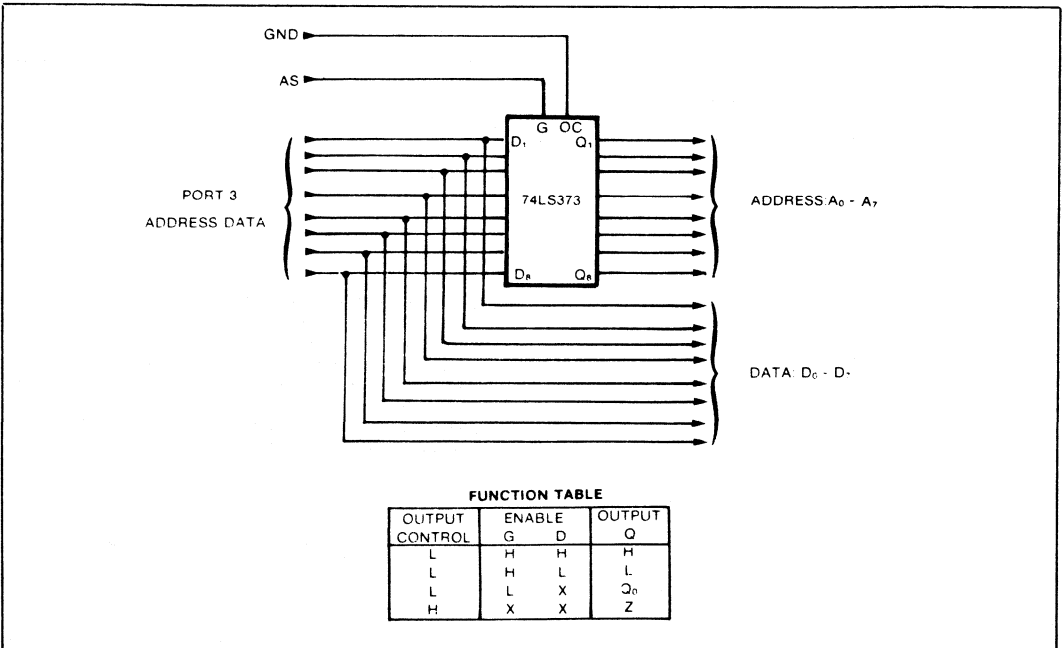 GND
AS
G OC
D₁ Q₁
PORT 3
ADDRESS DATA
74LS373
ADDRESS: A₀ - A₇
D₈ Q₈
DATA: D₀ - D₇
FUNCTION TABLE
OUTPUT CONTROL ENABLE G D OUTPUT Q
L H H H
L H L L
L L X Q₀
H X X Z